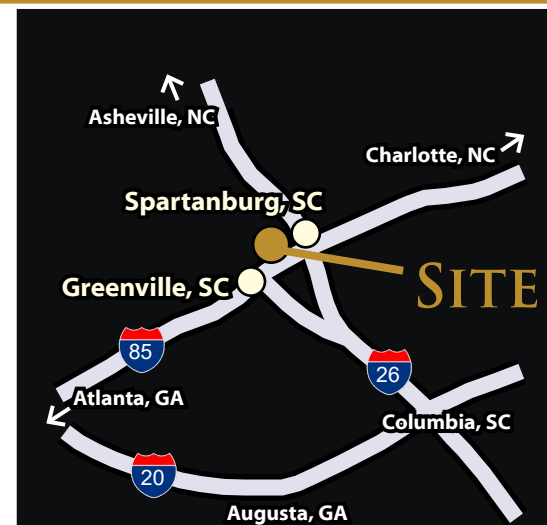 Asheville, NC
Charlotte, NC
Spartanburg, SC
Greenville, SC
SITE
85
26
Atlanta, GA
Columbia, SC
20
Augusta, GA